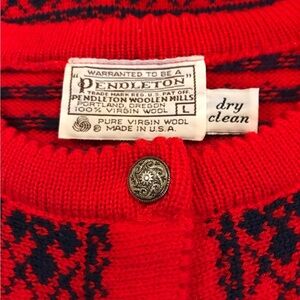 WARRANTED TO BE A
"PENDLETON"
TRADE MARK REG. U.S. PAT. OFF.
PENDLETON WOOLEN MILLS
PORTLAND, OREGON
100% VIRGIN WOOL
L
PURE VIRGIN WOOL
© MADE IN U.S.A.
dry
clean